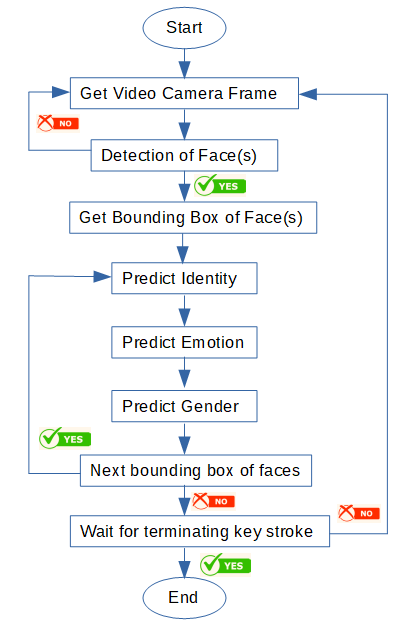 Start
Get Video Camera Frame
NO
Detection of Face(s)
YES
Get Bounding Box of Face(s)
Predict Identity
Predict Emotion
Predict Gender
YES
Next bounding box of faces
NO
NO
Wait for terminating key stroke
YES
End